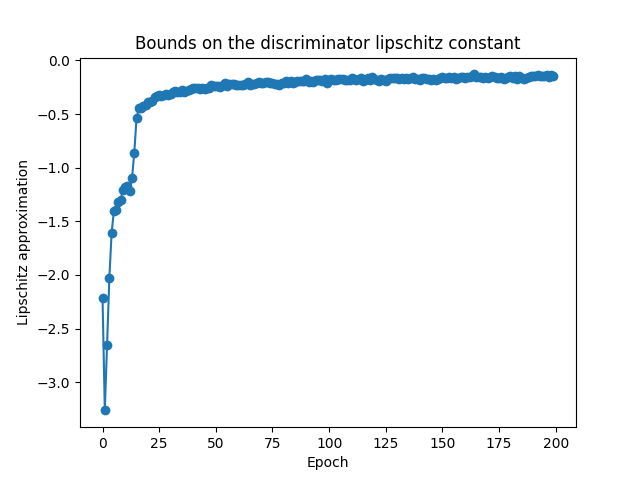 Bounds on the discriminator lipschitz constant
0.0
−0.5
−1.0
−1.5
−2.0
−2.5
−3.0
Lipschitz approximation
0 25 50 75 100 125 150 175 200
Epoch